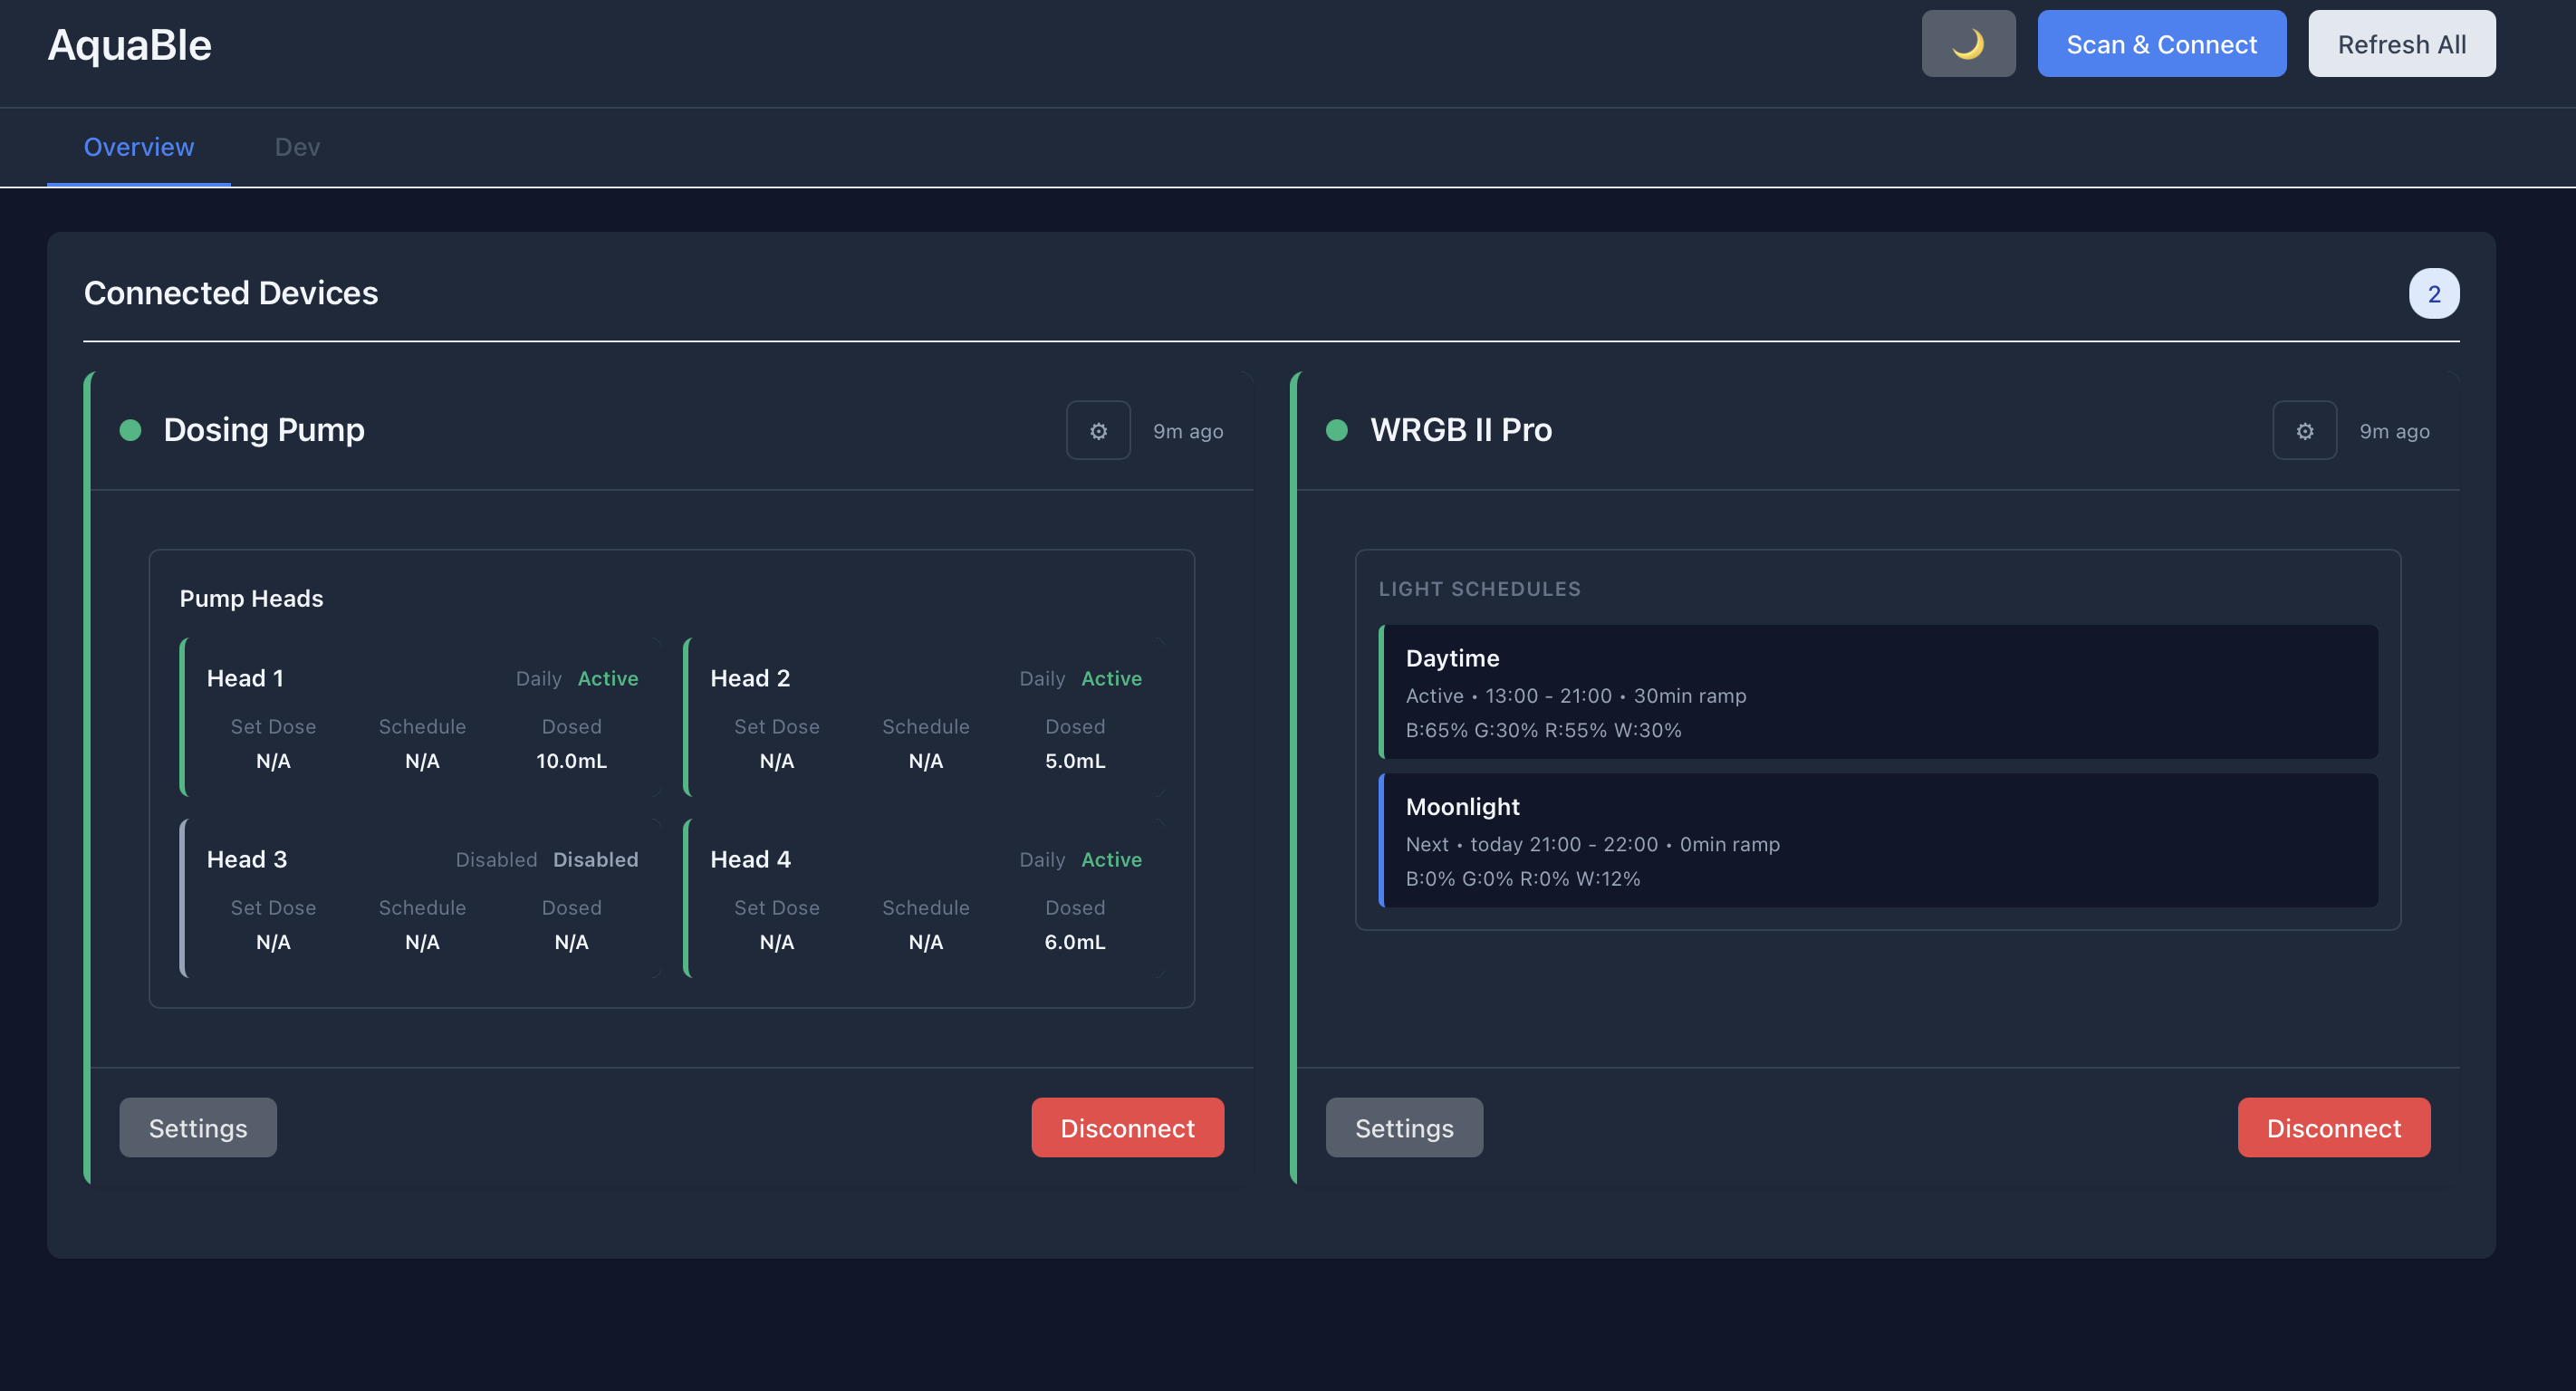 AquaBle
🌙 Scan & Connect Refresh All
Overview Dev
Connected Devices 2
Dosing Pump ⚙ 9m ago
Pump Heads
Head 1 Daily Active
Set Dose Schedule Dosed
N/A N/A 10.0mL
Head 2 Daily Active
Set Dose Schedule Dosed
N/A N/A 5.0mL
Head 3 Disabled Disabled
Set Dose Schedule Dosed
N/A N/A N/A
Head 4 Daily Active
Set Dose Schedule Dosed
N/A N/A 6.0mL
Settings Disconnect
WRGB II Pro ⚙ 9m ago
LIGHT SCHEDULES
Daytime
Active • 13:00 - 21:00 • 30min ramp
B:65% G:30% R:55% W:30%
Moonlight
Next • today 21:00 - 22:00 • 0min ramp
B:0% G:0% R:0% W:12%
Settings Disconnect